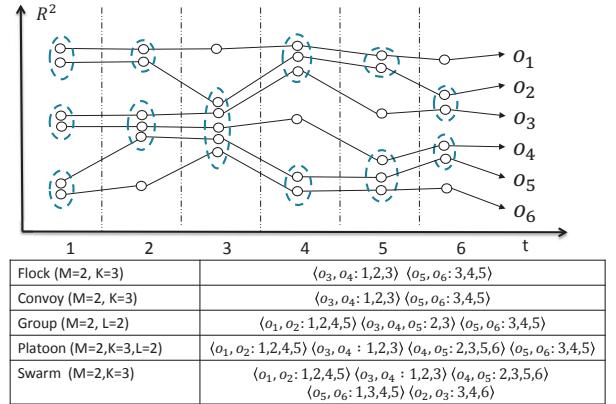 R²
o₁
o₂
o₃
o₄
o₅
o₆
1 2 3 4 5 6 t
Flock (M=2, K=3) ⟨o₃, o₄: 1,2,3⟩ ⟨o₅, o₆: 3,4,5⟩
Convoy (M=2, K=3) ⟨o₃, o₄: 1,2,3⟩ ⟨o₅, o₆: 3,4,5⟩
Group (M=2, L=2) ⟨o₁, o₂: 1,2,4,5⟩ ⟨o₃, o₄, o₅: 2,3⟩ ⟨o₅, o₆: 3,4,5⟩
Platoon (M=2,K=3,L=2) ⟨o₁, o₂: 1,2,4,5⟩ ⟨o₃, o₄ : 1,2,3⟩ ⟨o₄, o₅: 2,3,5,6⟩ ⟨o₅, o₆: 3,4,5⟩
Swarm (M=2,K=3) ⟨o₁, o₂: 1,2,4,5⟩ ⟨o₃, o₄ : 1,2,3⟩ ⟨o₄, o₅: 2,3,5,6⟩
⟨o₅, o₆: 1,3,4,5⟩ ⟨o₂, o₃: 3,4,6⟩